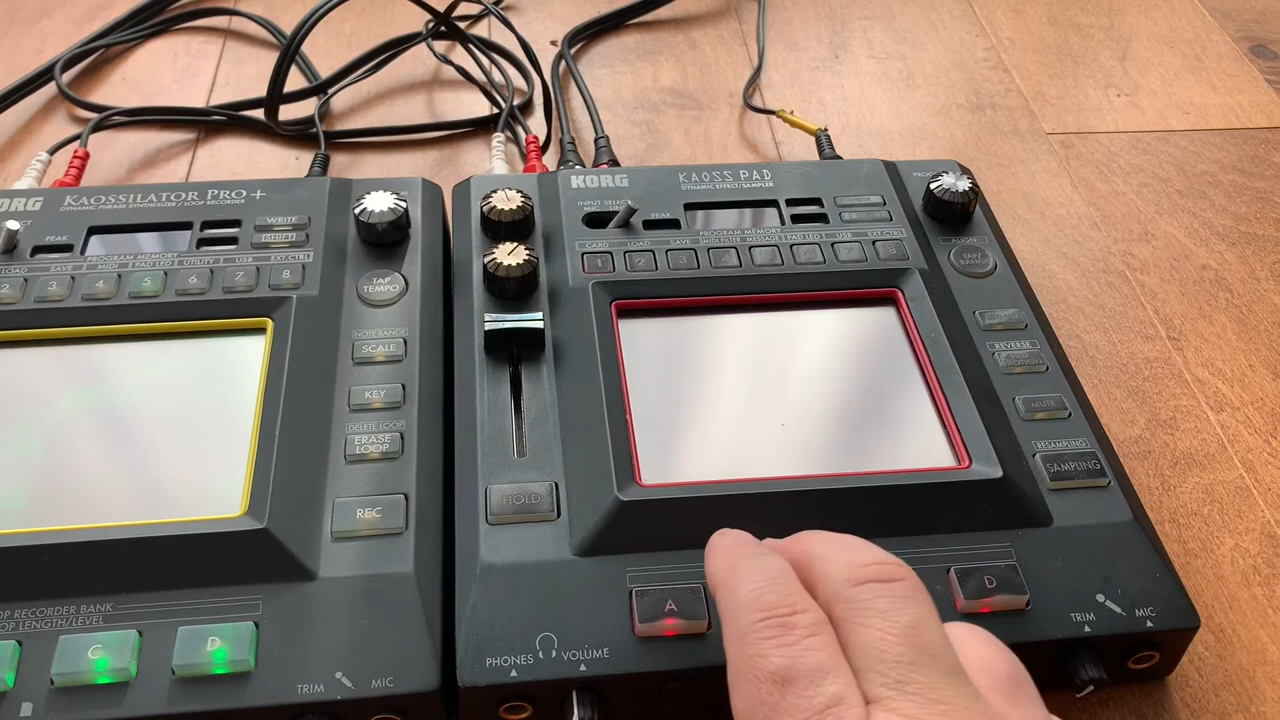 ORG KAOSSILATOR PRO+
DYNAMIC PHRASE SYNTHESIZER / LOOP RECORDER
PEAK
WRITE
SHIFT
PROGRAM MEMORY
LOAD SAVE MIDI PAD LED UTILITY USB EXT.CTRL
2 3 4 5 6 7 8
TAP
TEMPO
NOTE RANGE
SCALE
KEY
DELETE LOOP
ERASE
LOOP
REC
OP RECORDER BANK
OP LENGTH/LEVEL
C D
TRIM MIC
KORG KAOSS PAD
DYNAMIC EFFECT/SAMPLER
INPUT SELECT
MIC LINE
PEAK
PROGRAM MEMORY
CARD LOAD SAVE MIDI FILTER MESSAGE PAD LED USB EXT.CTRL
1 2 3 4 5 6 7 8
ALIGN
TAP/
RANGE
REVERSE
PAD
MOTION
MUTE
RESAMPLING
SAMPLING
HOLD
A D
PHONES VOLUME
TRIM MIC